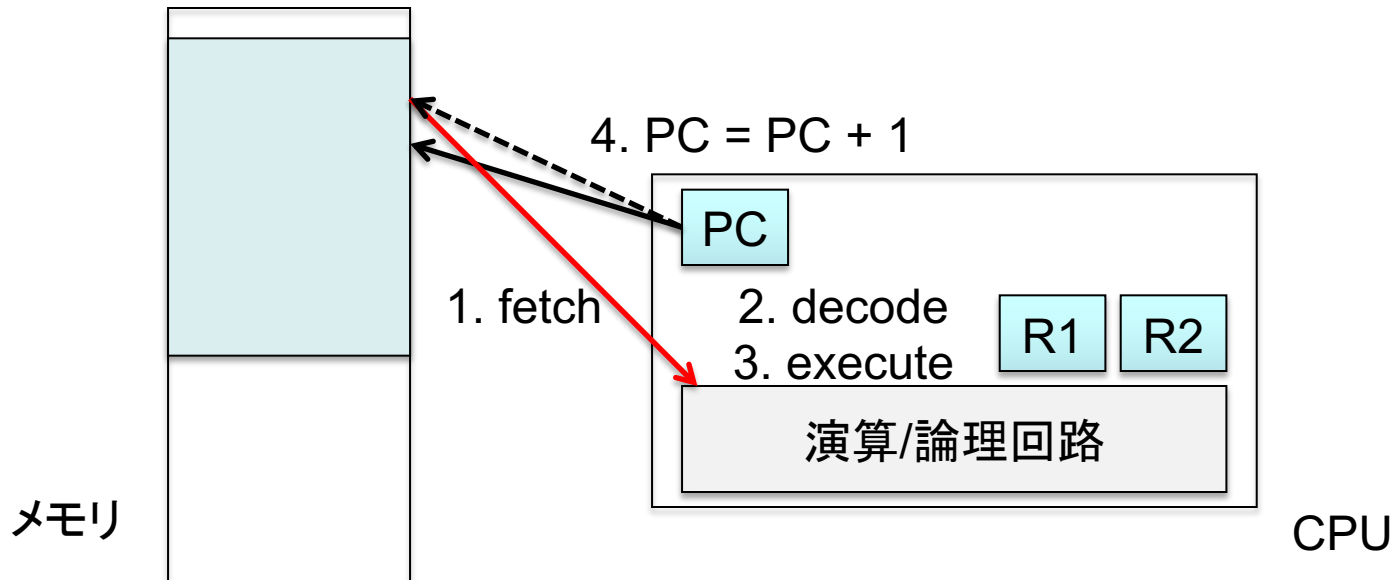 4. PC = PC + 1
PC
1. fetch
2. decode
3. execute
R1
R2
演算/論理回路
メモリ
CPU